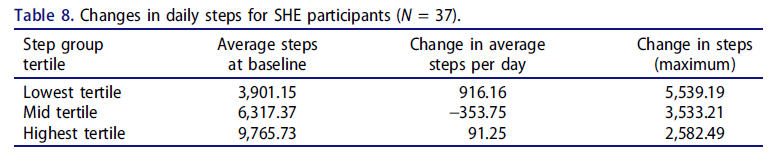 Table 8. Changes in daily steps for SHE participants (N = 37).
Step group Average steps Change in average Change in steps
tertile at baseline steps per day (maximum)
Lowest tertile 3,901.15 916.16 5,539.19
Mid tertile 6,317.37 −353.75 3,533.21
Highest tertile 9,765.73 91.25 2,582.49